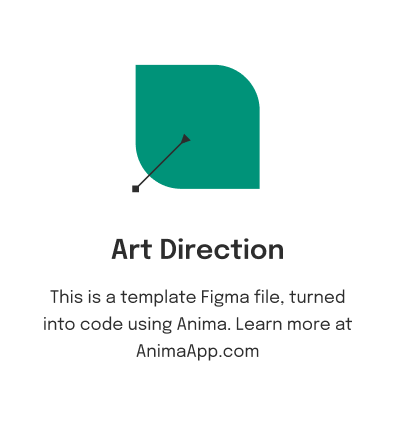 Art Direction
This is a template Figma file, turned
into code using Anima. Learn more at
AnimaApp.com